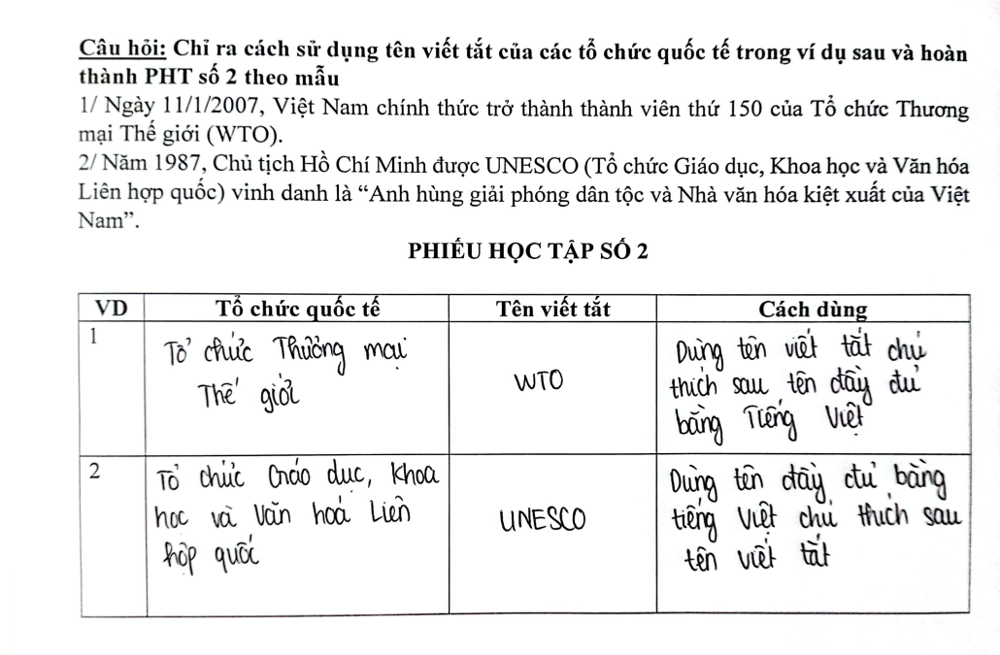 Câu hỏi: Chỉ ra cách sử dụng tên viết tắt của các tổ chức quốc tế trong ví dụ sau và hoàn
thành PHT số 2 theo mẫu
1/ Ngày 11/1/2007, Việt Nam chính thức trở thành thành viên thứ 150 của Tổ chức Thương
mại Thế giới (WTO).
2/ Năm 1987, Chủ tịch Hồ Chí Minh được UNESCO (Tổ chức Giáo dục, Khoa học và Văn hóa
Liên hợp quốc) vinh danh là “Anh hùng giải phóng dân tộc và Nhà văn hóa kiệt xuất của Việt
Nam”.
PHIẾU HỌC TẬP SỐ 2
VD
Tổ chức quốc tế
Tên viết tắt
Cách dùng
1
Tổ chức Thương mại
Thế giới
WTO
Dùng tên viết tắt chú
thích sau tên đầy đủ
bằng Tiếng Việt
2
Tổ chức Giáo dục, Khoa
học và Văn hoá Liên
hợp quốc
UNESCO
Dùng tên đầy đủ bằng
tiếng Việt chú thích sau
tên viết tắt